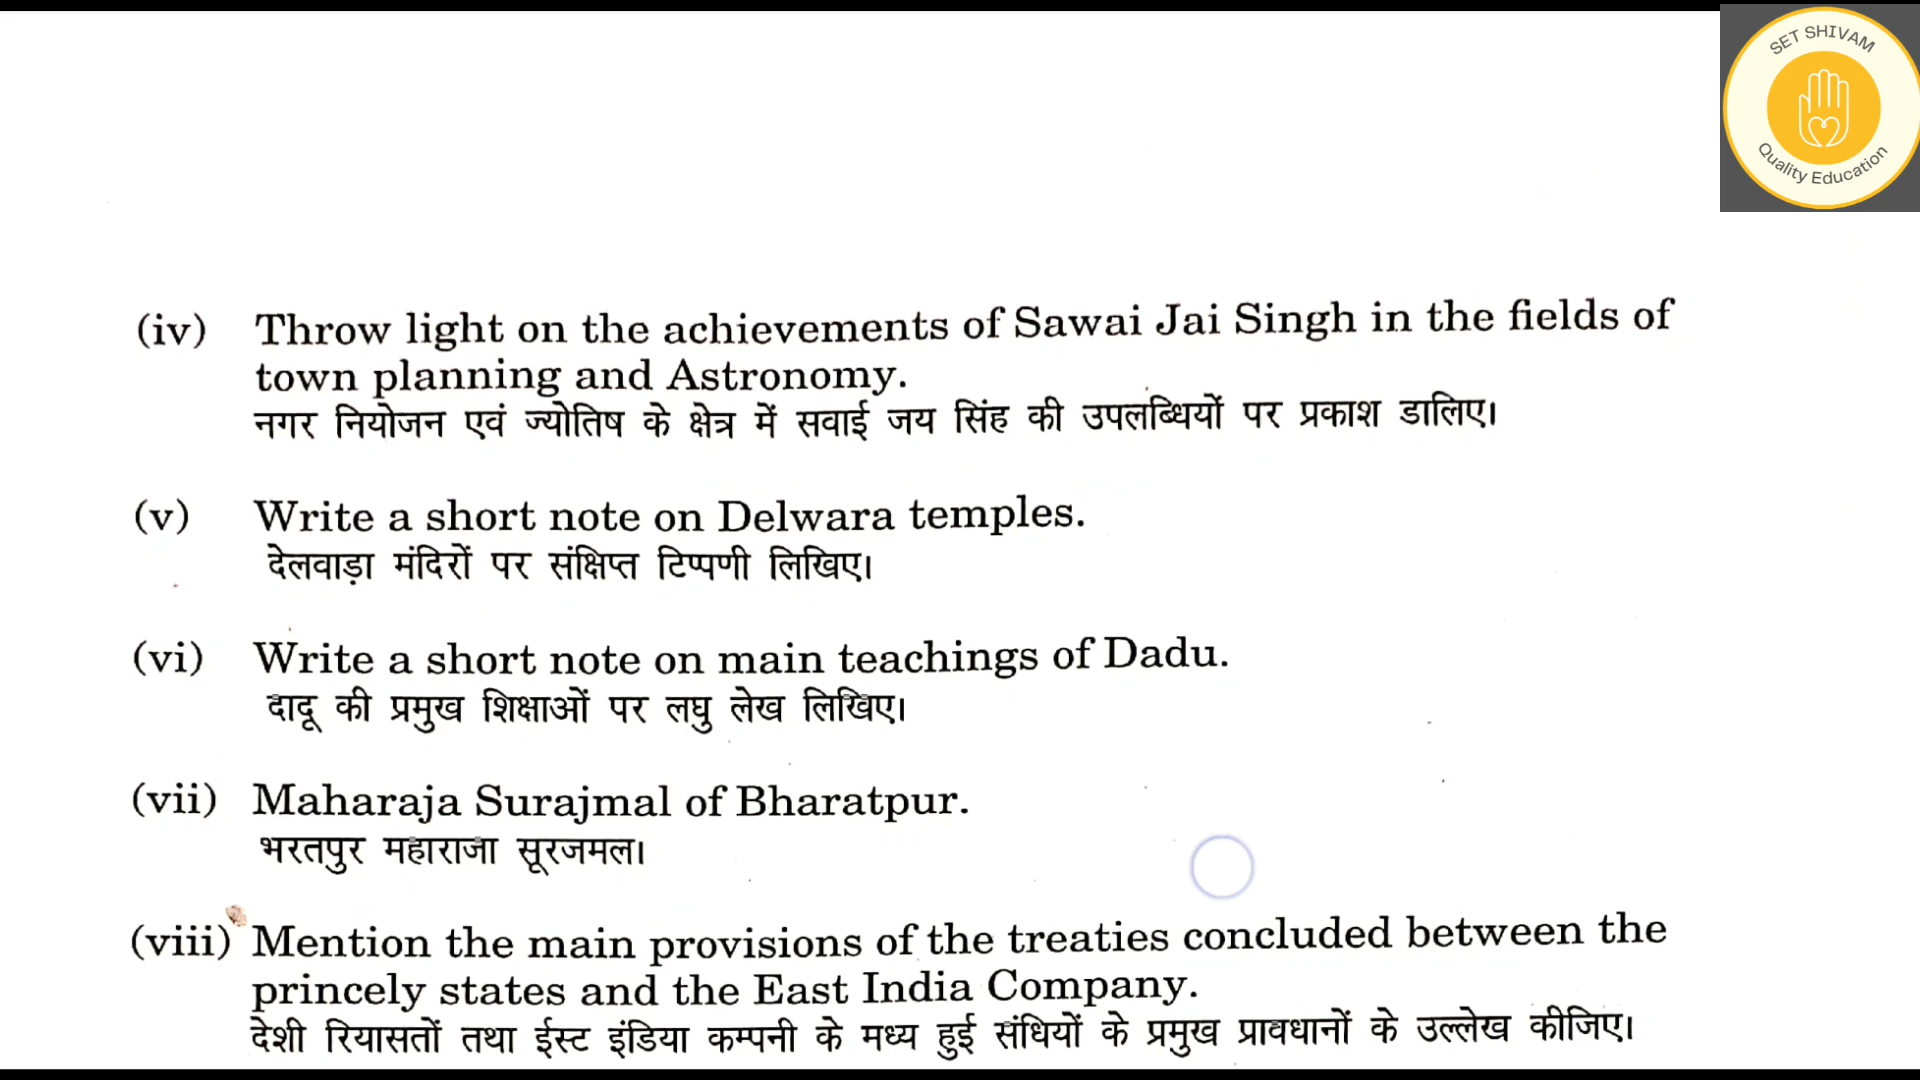 SET SHIVAM
Quality Education
(iv) Throw light on the achievements of Sawai Jai Singh in the fields of
town planning and Astronomy.
नगर नियोजन एवं ज्योतिष के क्षेत्र में सवाई जय सिंह की उपलब्धियों पर प्रकाश डालिए।
(v) Write a short note on Delwara temples.
देलवाड़ा मंदिरों पर संक्षिप्त टिप्पणी लिखिए।
(vi) Write a short note on main teachings of Dadu.
दादू की प्रमुख शिक्षाओं पर लघु लेख लिखिए।
(vii) Maharaja Surajmal of Bharatpur.
भरतपुर महाराजा सूरजमल।
(viii) Mention the main provisions of the treaties concluded between the
princely states and the East India Company.
देशी रियासतों तथा ईस्ट इंडिया कम्पनी के मध्य हुई संधियों के प्रमुख प्रावधानों के उल्लेख कीजिए।